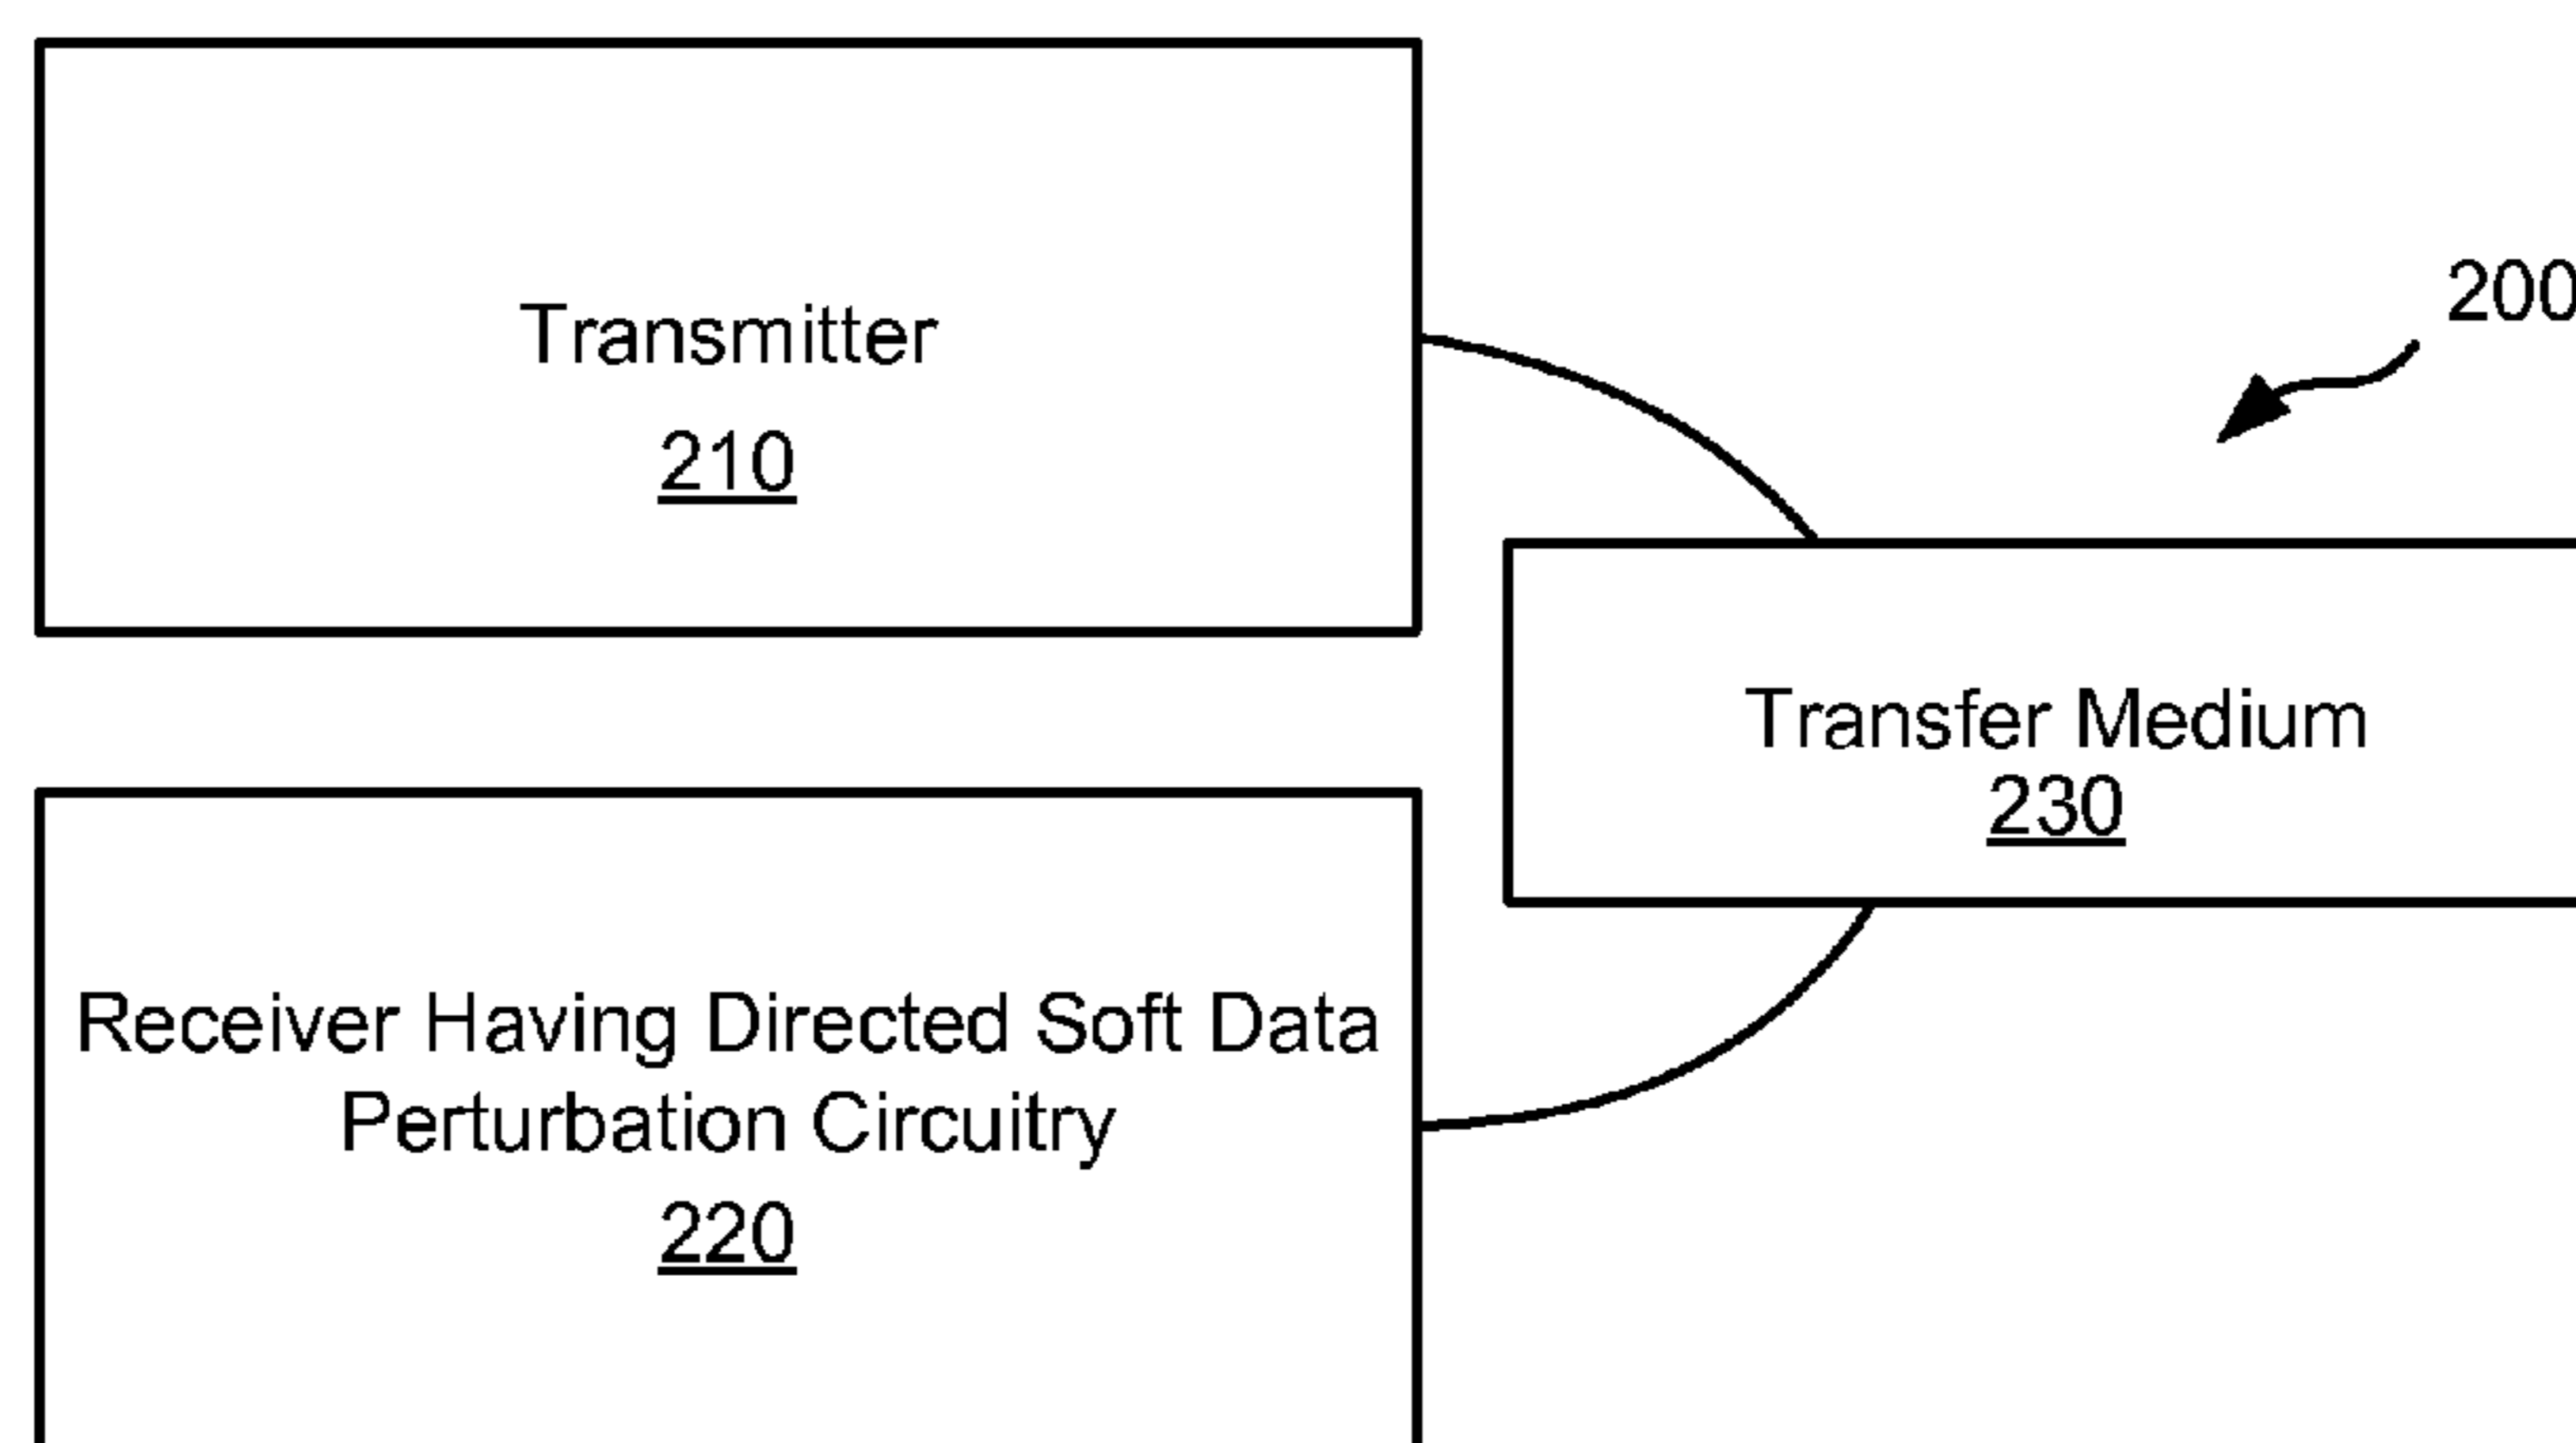 Transmitter
210
200
Transfer Medium
230
Receiver Having Directed Soft Data
Perturbation Circuitry
220